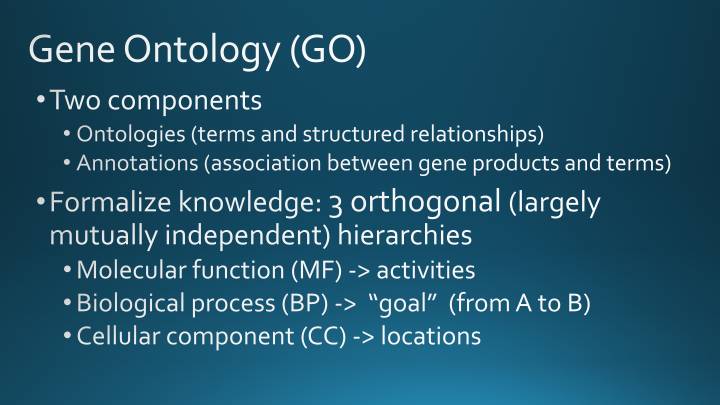 Gene Ontology (GO)
• Two components
• Ontologies (terms and structured relationships)
• Annotations (association between gene products and terms)
• Formalize knowledge: 3 orthogonal (largely
mutually independent) hierarchies
• Molecular function (MF) -> activities
• Biological process (BP) -> “goal” (from A to B)
• Cellular component (CC) -> locations